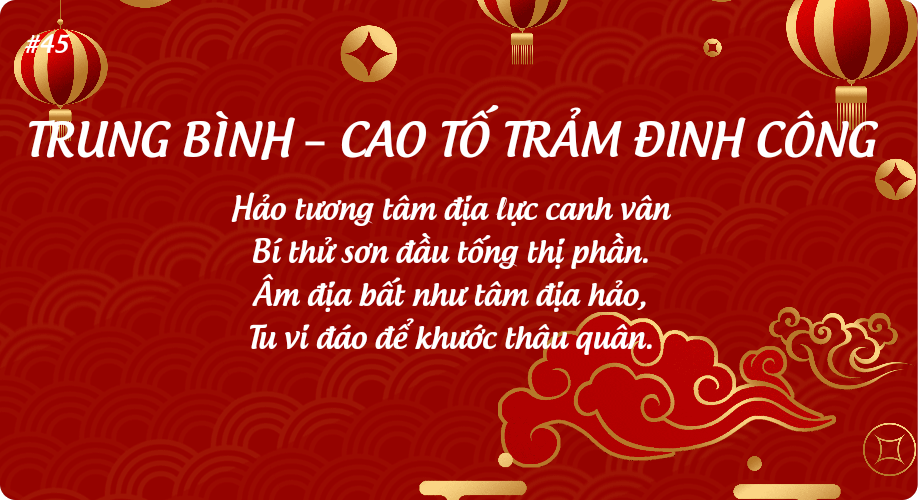 #45
TRUNG BÌNH – CAO TỐ TRẢM ĐINH CÔNG
Hảo tương tâm địa lực canh vân
Bí thử sơn đầu tống thị phần.
Âm địa bất như tâm địa hảo,
Tu vi đáo để khước thâu quân.